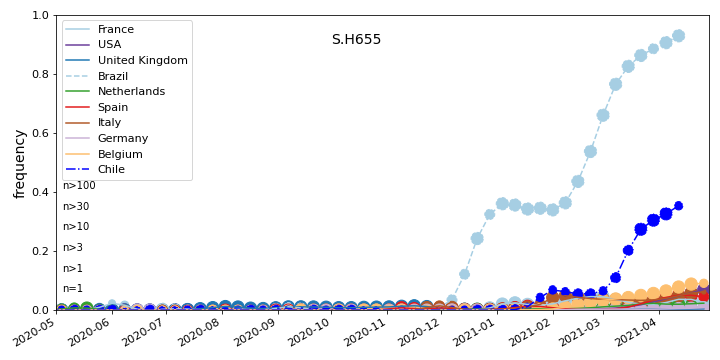 S.H655
frequency
1.0
0.8
0.6
0.4
0.2
0.0
France
USA
United Kingdom
Brazil
Netherlands
Spain
Italy
Germany
Belgium
Chile
n>100
n>30
n>10
n>3
n>1
n=1
2020-05
2020-06
2020-07
2020-08
2020-09
2020-10
2020-11
2020-12
2021-01
2021-02
2021-03
2021-04